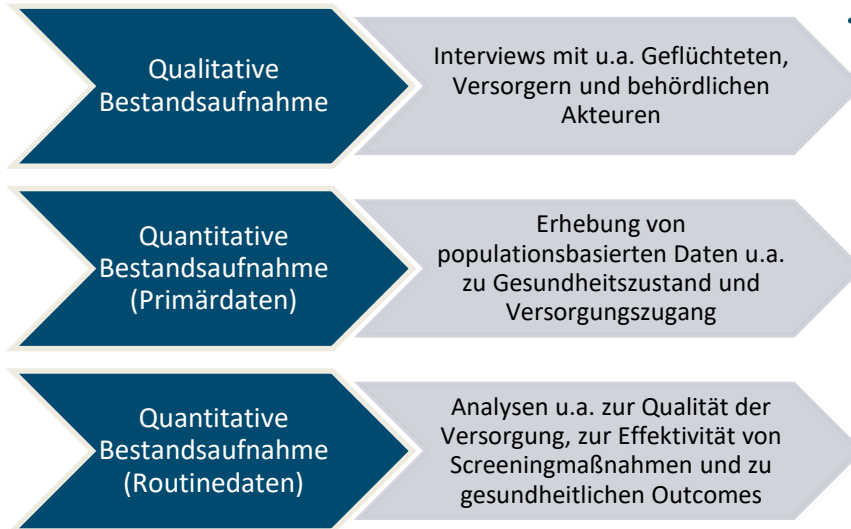 Qualitative
Bestandsaufnahme
Interviews mit u.a. Geflüchteten,
Versorgern und behördlichen
Akteuren
Quantitative
Bestandsaufnahme
(Primärdaten)
Erhebung von
populationsbasierten Daten u.a.
zu Gesundheitszustand und
Versorgungszugang
Quantitative
Bestandsaufnahme
(Routinedaten)
Analysen u.a. zur Qualität der
Versorgung, zur Effektivität von
Screeningmaßnahmen und zu
gesundheitlichen Outcomes